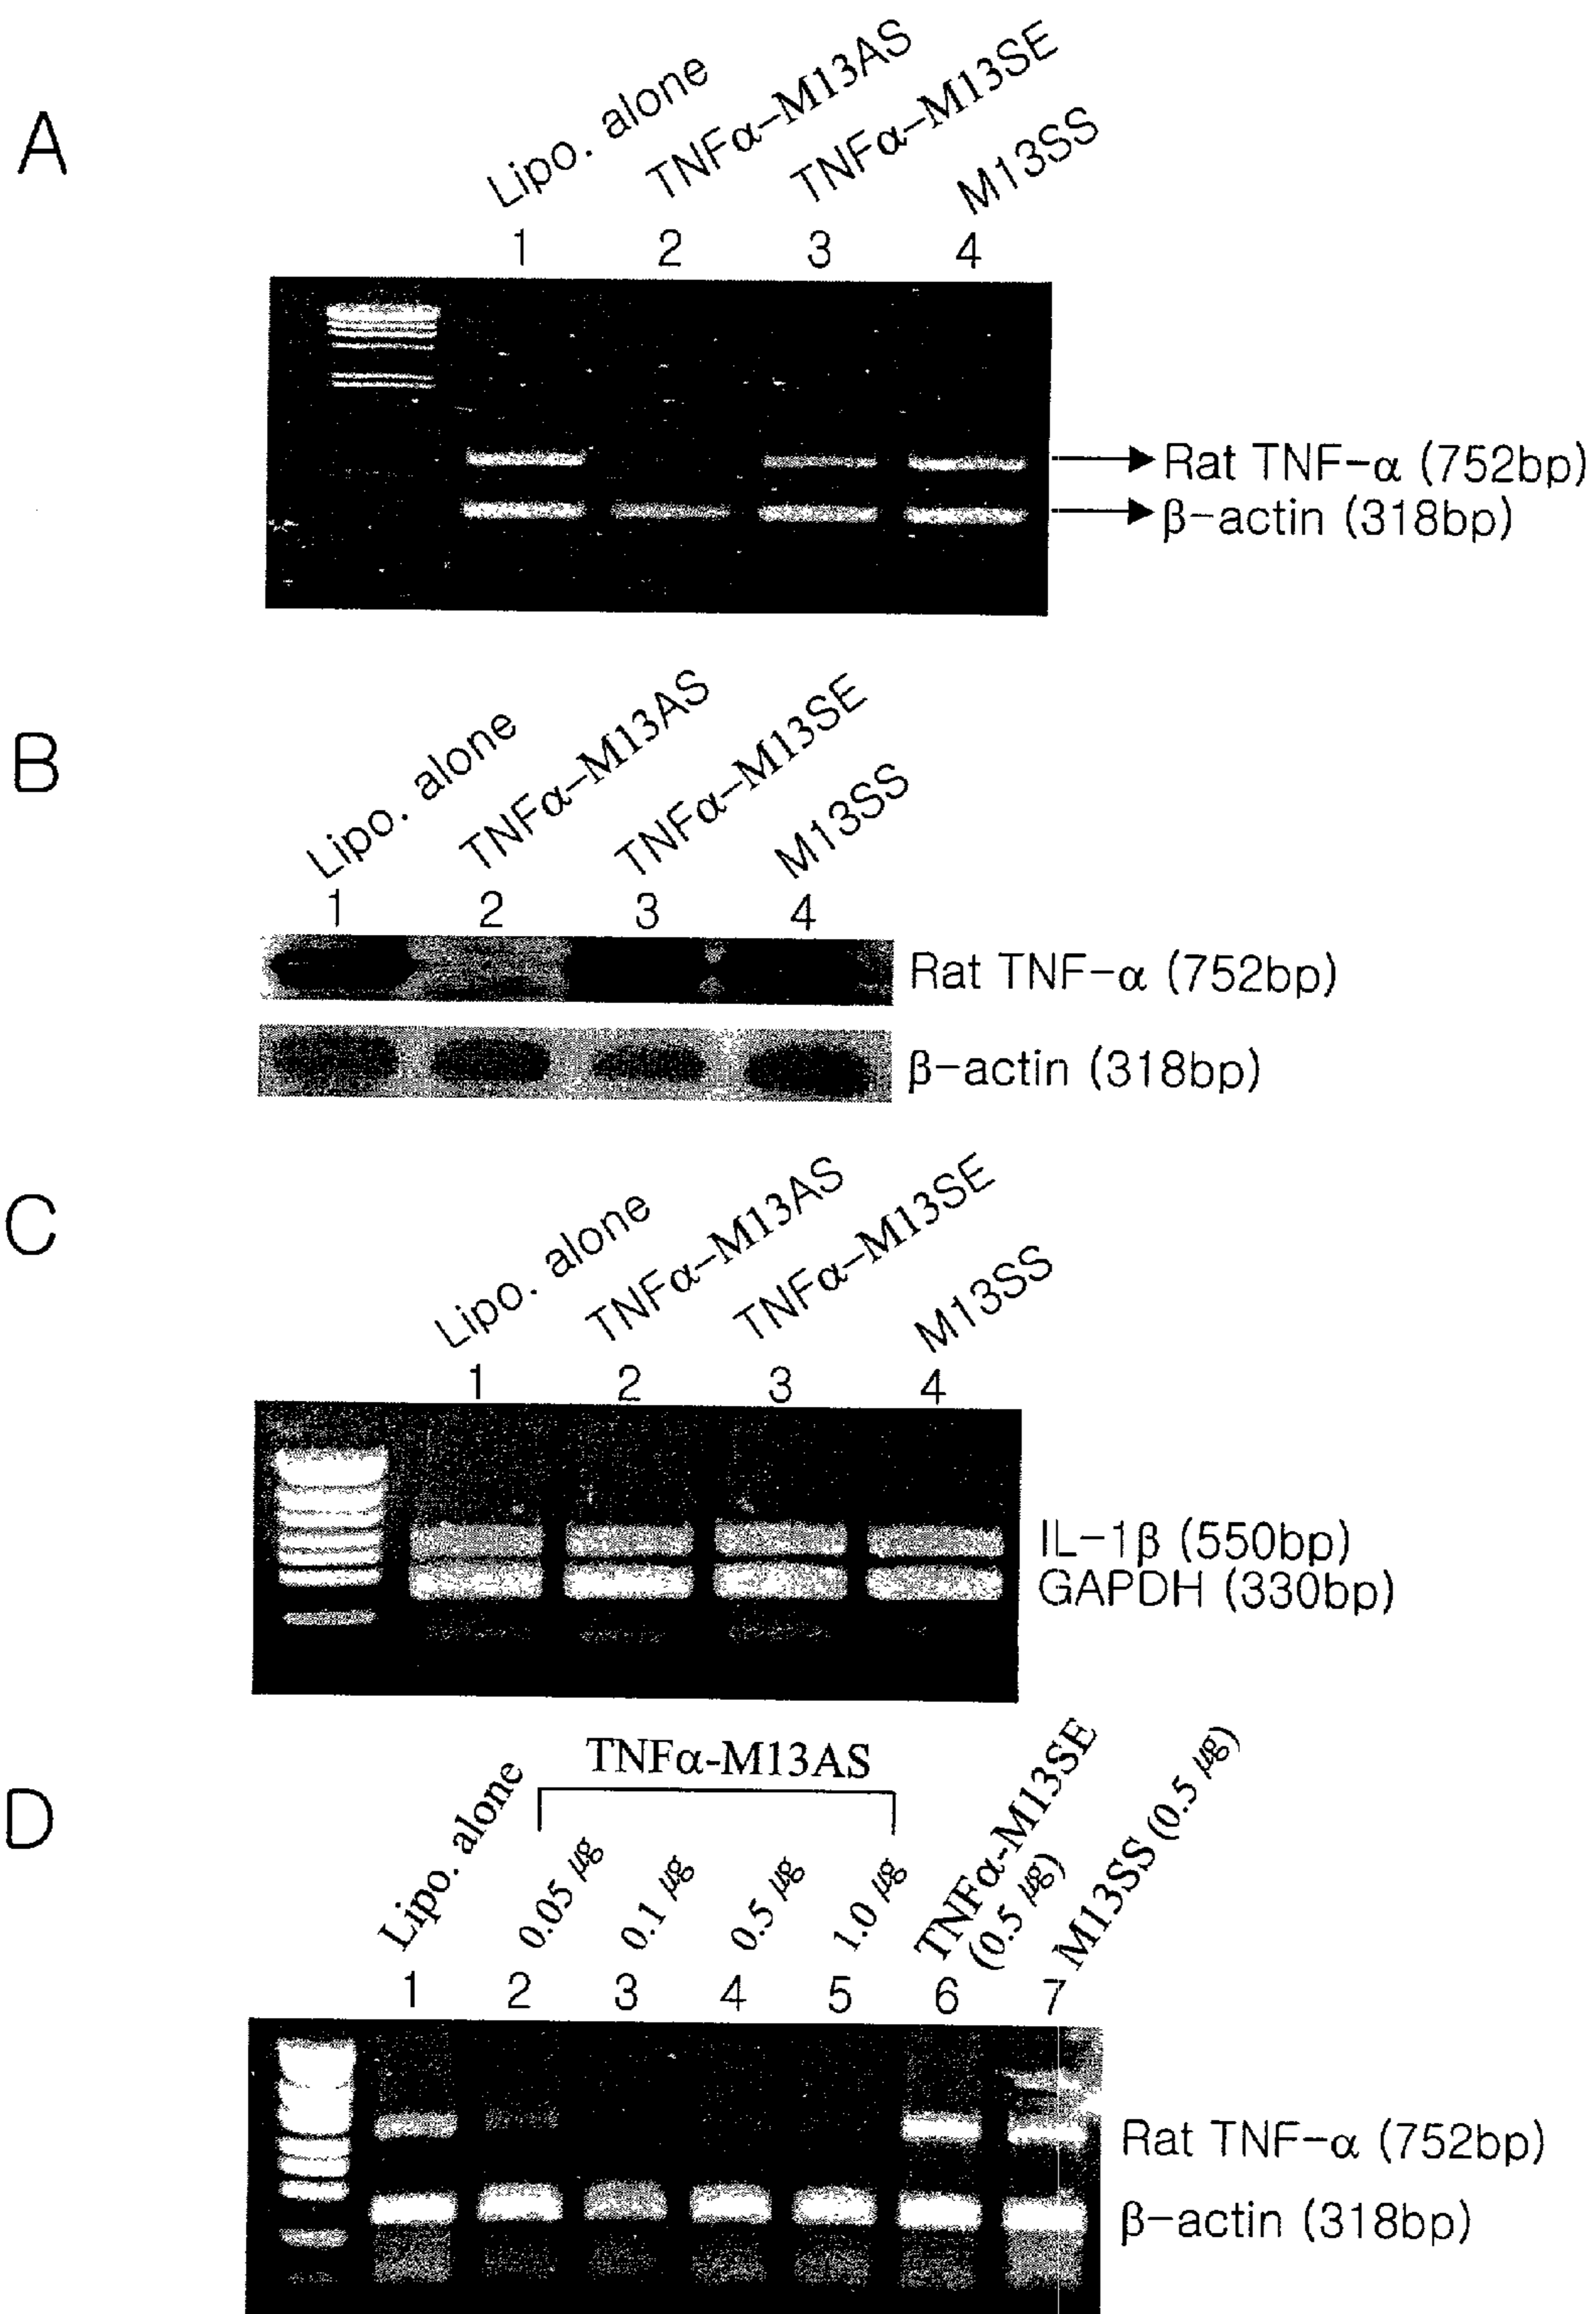 A
Lipo. alone
TNFα-M13AS
TNFα-M13SE
M13SS
1 2 3 4
Rat TNF-α (752bp)
β-actin (318bp)
B
Lipo. alone
TNFα-M13AS
TNFα-M13SE
M13SS
1 2 3 4
Rat TNF-α (752bp)
β-actin (318bp)
C
Lipo. alone
TNFα-M13AS
TNFα-M13SE
M13SS
1 2 3 4
IL-1β (550bp)
GAPDH (330bp)
D
TNFα-M13AS
Lipo. alone
0.05 μg
0.1 μg
0.5 μg
1.0 μg
TNFα-M13SE
(0.5 μg)
M13SS (0.5 μg)
1 2 3 4 5 6 7
Rat TNF-α (752bp)
β-actin (318bp)